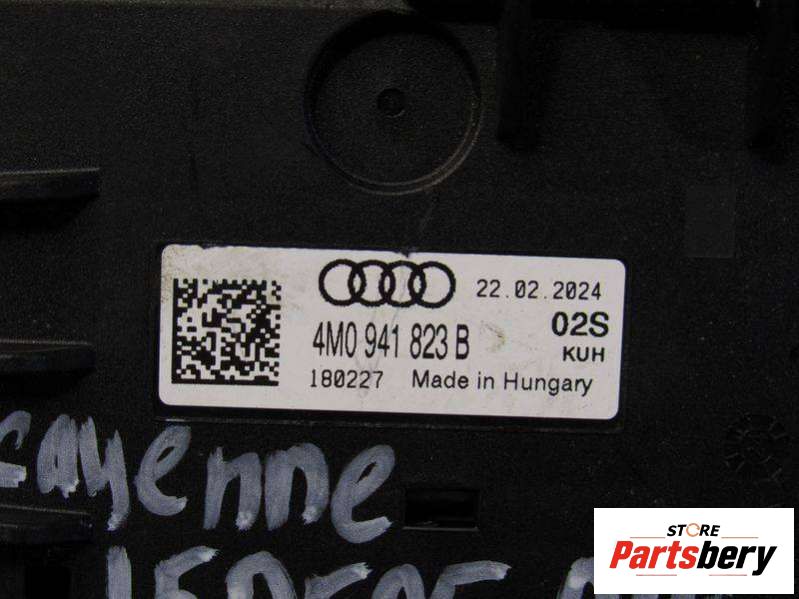 22.02.2024
4M0 941 823 B
02S
KUH
180227 Made in Hungary
Cayenne
STORE
Partsbery